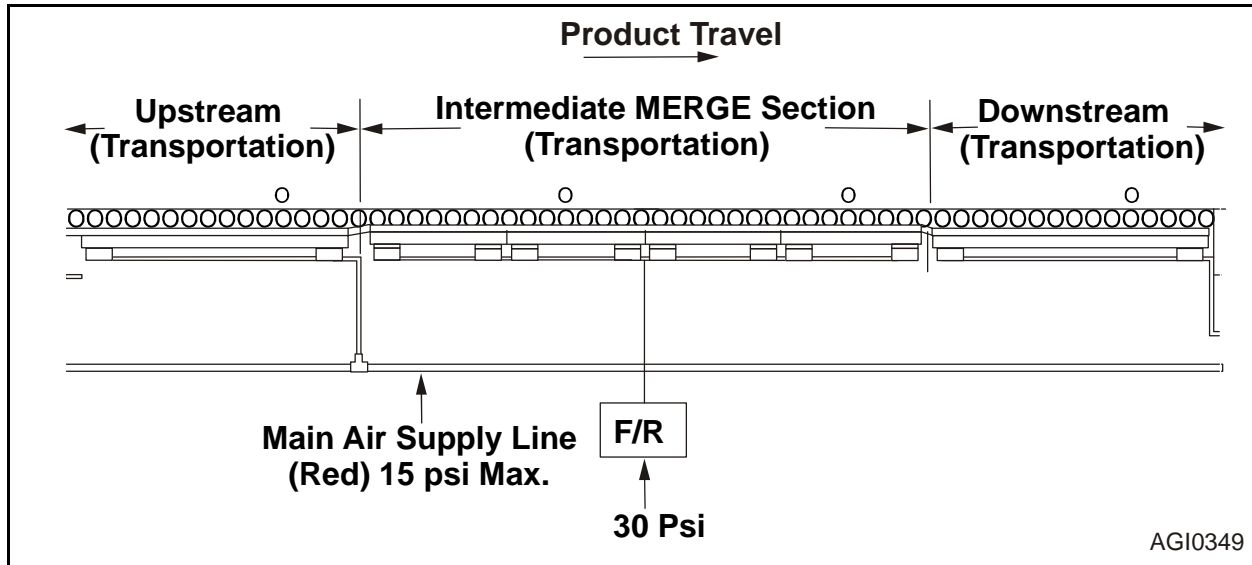 Product Travel
Upstream
(Transportation)
Intermediate MERGE Section
(Transportation)
Downstream
(Transportation)
Main Air Supply Line
(Red) 15 psi Max.
F/R
30 Psi
AGI0349